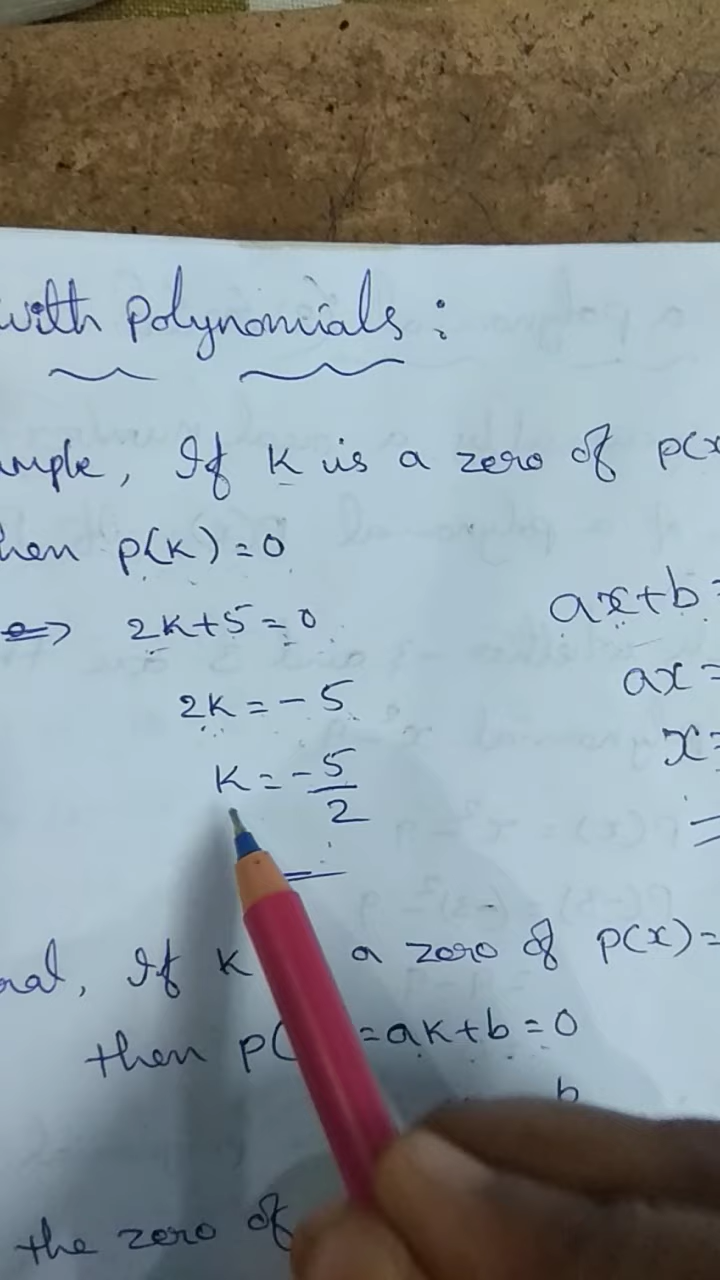 with polynomials :
ample, If K is a zero of p(x
hen p(K) = 0
=> 2K+5=0
ax+b=
2K = -5
ax=
K = -5/2
x=
ral, If K a zero of p(x)=
then p( =aK+b=0
b
the zero of